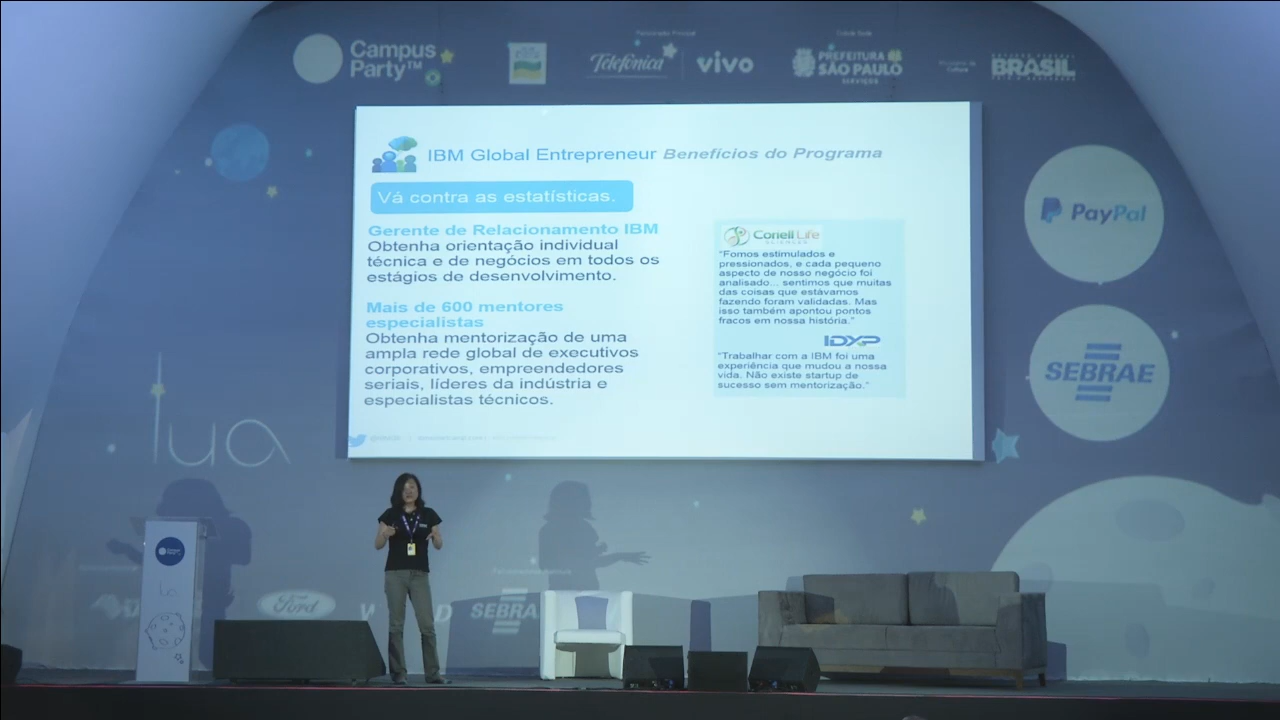 Campus
Party™
Telefônica
vivo
PREFEITURA
SÃO PAULO
SERVIÇOS
Cultura
BRASIL
IBM Global Entrepreneur Benefícios do Programa
Vá contra as estatísticas.
Gerente de Relacionamento IBM
Obtenha orientação individual
técnica e de negócios em todos os
estágios de desenvolvimento.
Mais de 600 mentores
especialistas
Obtenha mentorização de uma
ampla rede global de executivos
corporativos, empreendedores
seriais, líderes da indústria e
especialistas técnicos.
Coriell Life
SCIENCES
“Fomos estimulados e
pressionados, e cada pequeno
aspecto de nosso negócio foi
analisado... sentimos que muitas
das coisas que estávamos
fazendo foram validadas. Mas
isso também apontou pontos
fracos em nossa história.”
IDXP
“Trabalhar com a IBM foi uma
experiência que mudou a nossa
vida. Não existe startup de
sucesso sem mentorização.”
PayPal
SEBRAE
lua
Ford
SEBRA